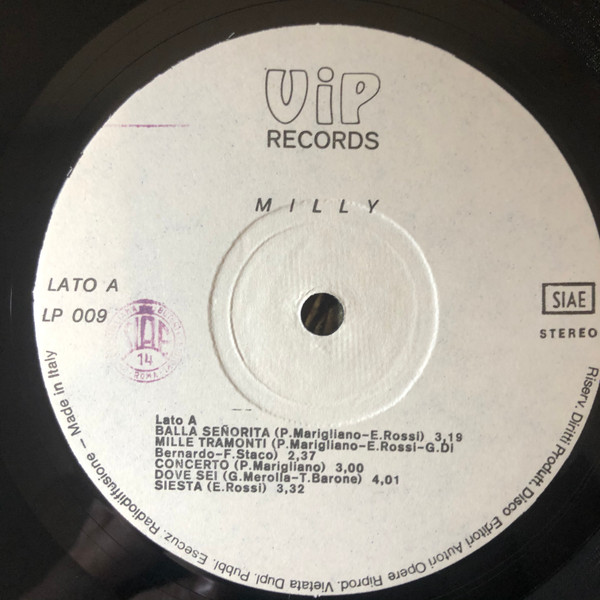 ViP
RECORDS
MILLY
LATO A
LP 009
SIAE
STEREO
14
ROMA
Lato A
BALLA SEÑORITA (P.Marigliano-E.Rossi) 3,19
MILLE TRAMONTI (P.Marigliano-E.Rossi-G.Di
Bernardo-F.Staco) 2,37
CONCERTO (P.Marigliano) 3,00
DOVE SEI (G.Merolla-T.Barone) 4,01
SIESTA (E.Rossi) 3,32
Riserv. Diritti Produtt. Disco Editori Autori Opere Riprod. Vietata Dupl. Pubbl. Esecuz. Radiodiffusione – Made in Italy